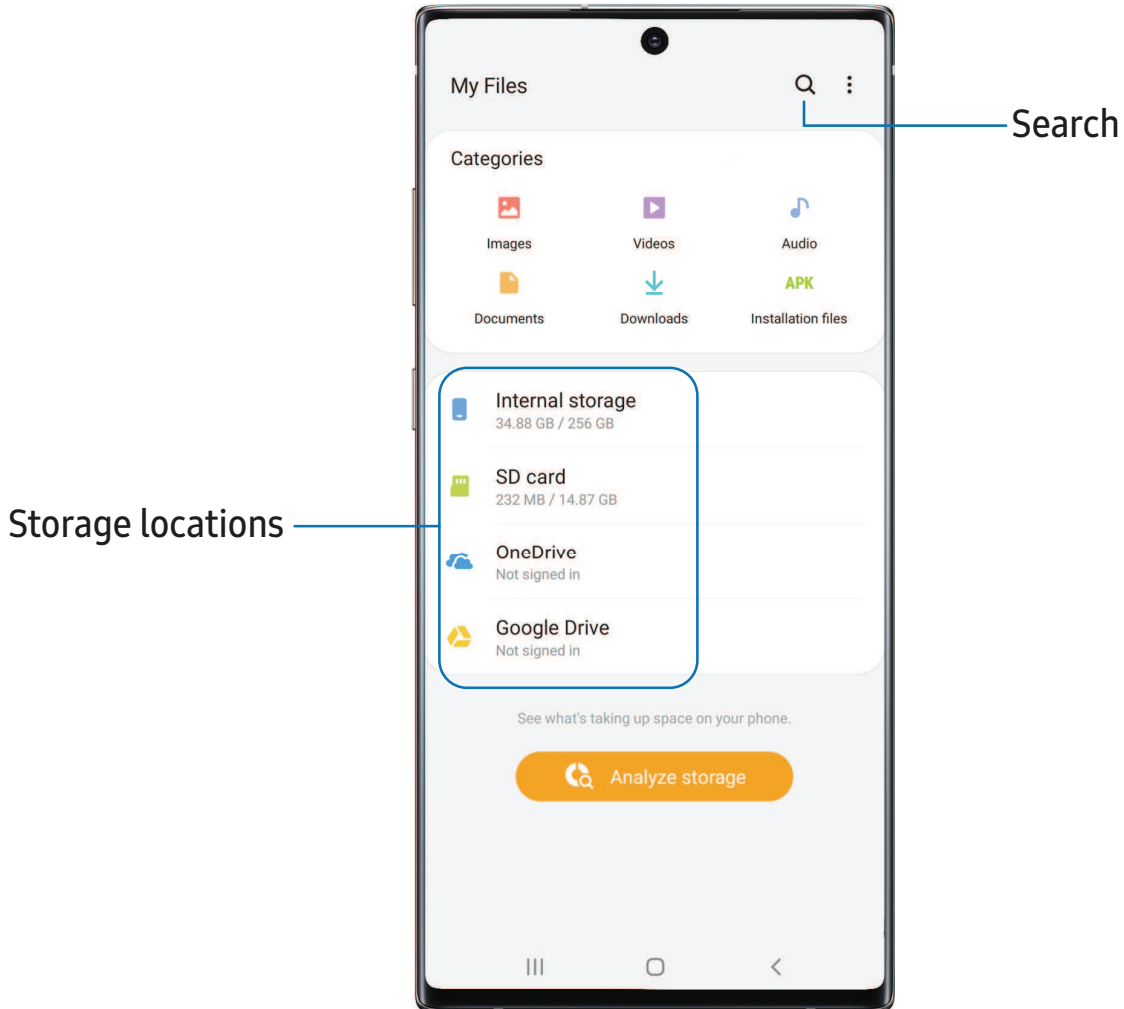 My Files
Search
Categories
Images Videos Audio
APK
Documents Downloads Installation files
Internal storage
34.88 GB / 256 GB
SD card
232 MB / 14.87 GB
Storage locations
OneDrive
Not signed in
Google Drive
Not signed in
See what's taking up space on your phone.
Analyze storage